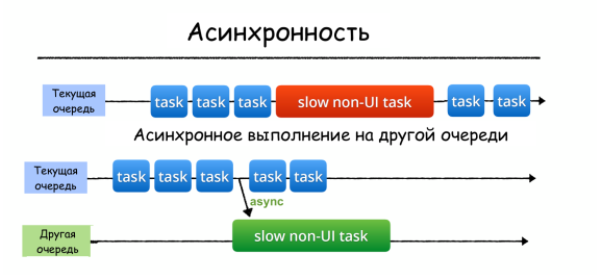 Асинхронность
Текущая
очередь
task task task slow non-UI task task task
Асинхронное выполнение на другой очереди
Текущая
очередь
task task task task task
async
Другая
очередь
slow non-UI task